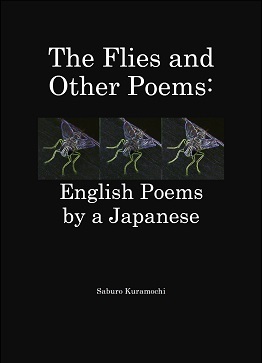 The Flies and
Other Poems:
English Poems
by a Japanese
Saburo Kuramochi